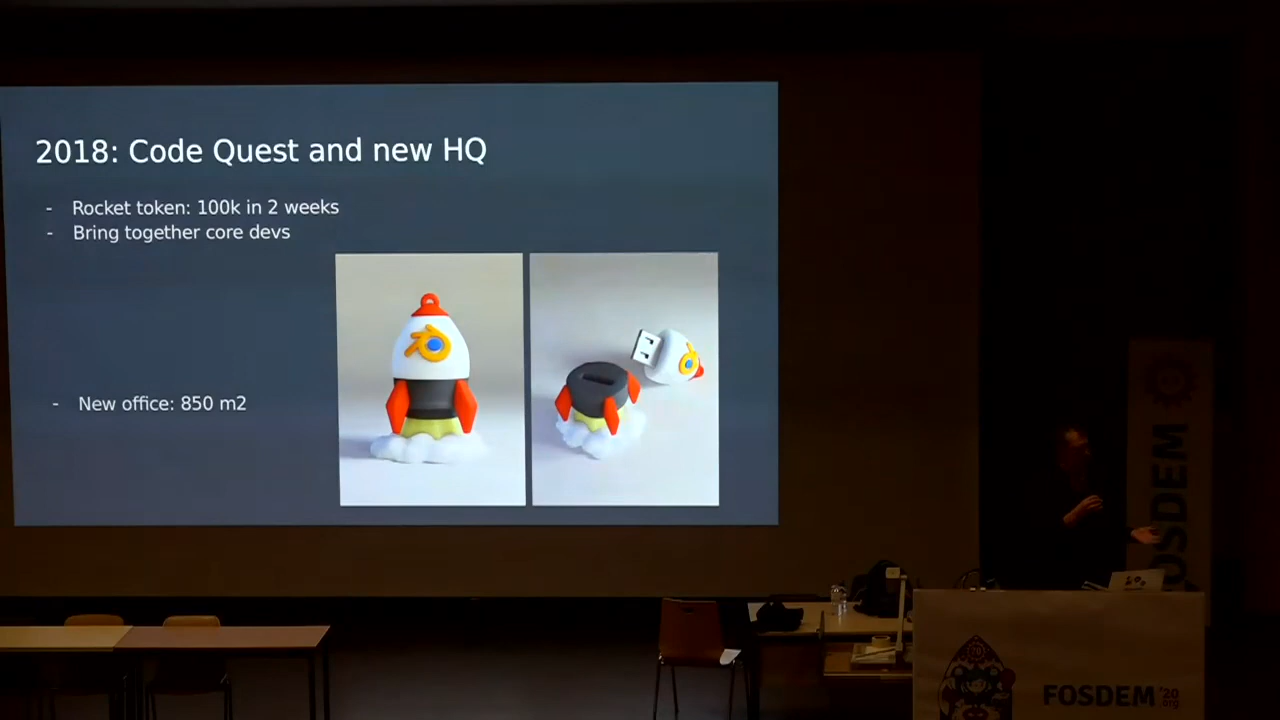 2018: Code Quest and new HQ
- Rocket token: 100k in 2 weeks
- Bring together core devs
- New office: 850 m2
FOSDEM
FOSDEM '20
.org